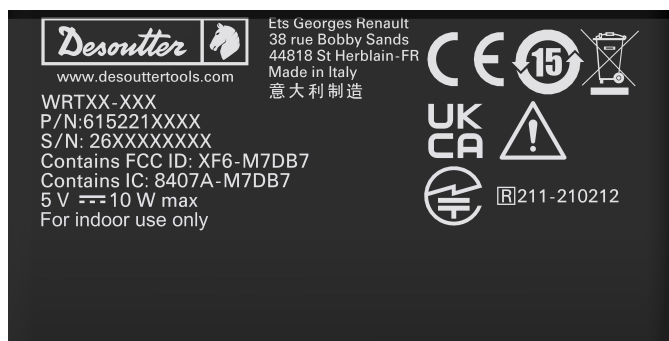 Desoutter
www.desouttertools.com
Ets Georges Renault
38 rue Bobby Sands
44818 St Herblain-FR
Made in Italy
意大利制造
WRTXX-XXX
P/N:615221XXXX
S/N: 26XXXXXXXX
Contains FCC ID: XF6-M7DB7
Contains IC: 8407A-M7DB7
5 V ⎓ 10 W max
For indoor use only
CE
15
UK
CA
R 211-210212